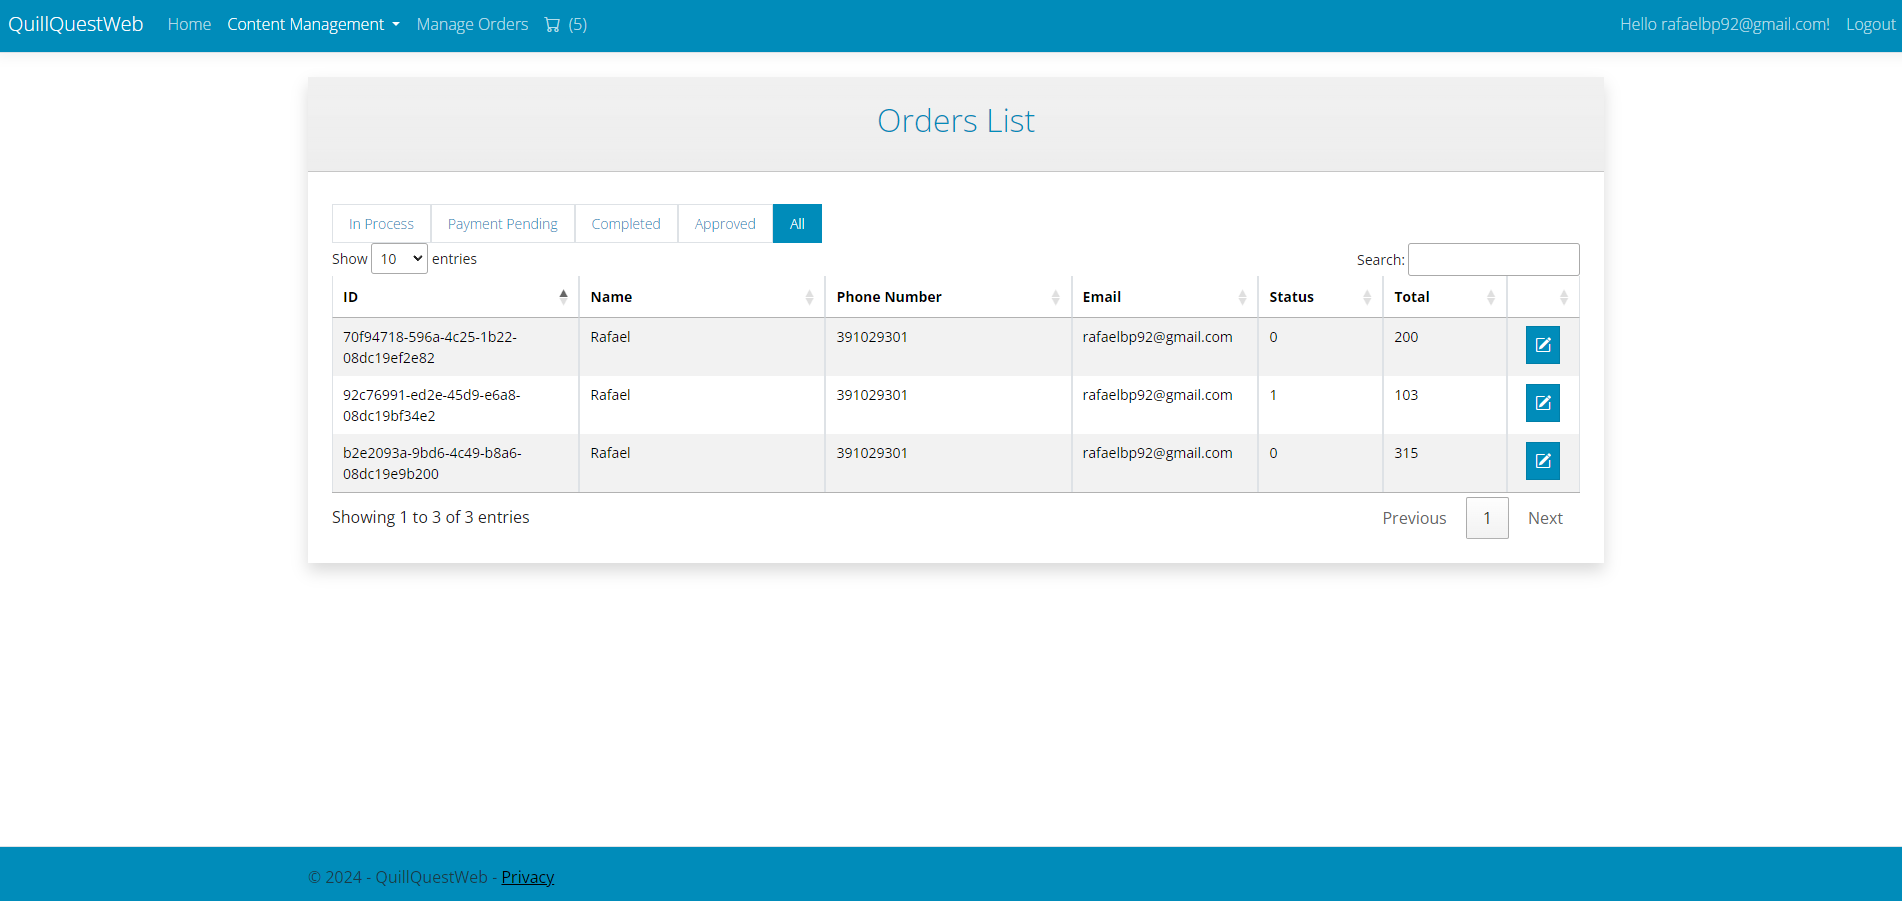 QuillQuestWeb Home Content Management Manage Orders (5) Hello rafaelbp92@gmail.com! Logout
Orders List
In Process Payment Pending Completed Approved All
Show 10 entries Search:
ID Name Phone Number Email Status Total
70f94718-596a-4c25-1b22- Rafael 391029301 rafaelbp92@gmail.com 0 200
08dc19ef2e82
92c76991-ed2e-45d9-e6a8- Rafael 391029301 rafaelbp92@gmail.com 1 103
08dc19bf34e2
b2e2093a-9bd6-4c49-b8a6- Rafael 391029301 rafaelbp92@gmail.com 0 315
08dc19e9b200
Showing 1 to 3 of 3 entries Previous 1 Next
© 2024 - QuillQuestWeb - Privacy